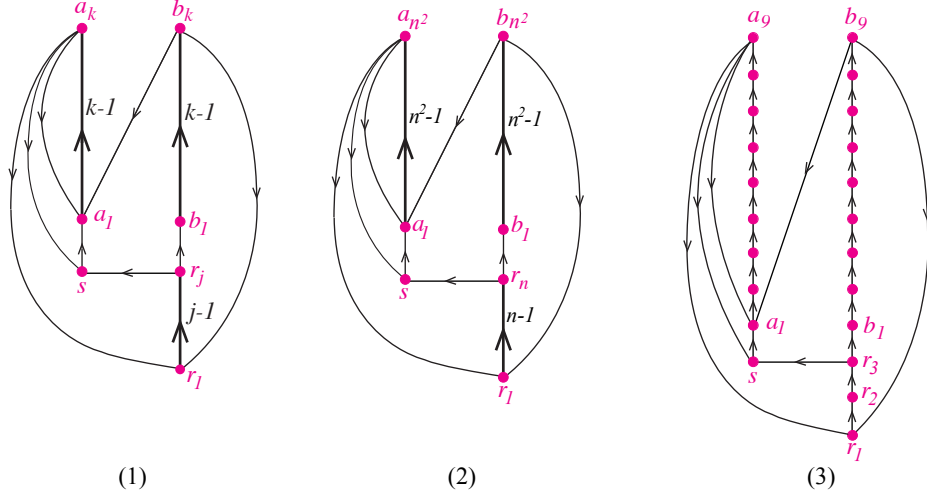 a_k b_k
k-1 k-1
a_1 b_1
s r_j
j-1
r_1
(1)
a_{n^2} b_{n^2}
n^2-1 n^2-1
a_1 b_1
s r_n
n-1
r_1
(2)
a_9 b_9
a_1 b_1
s r_3
r_2
r_1
(3)